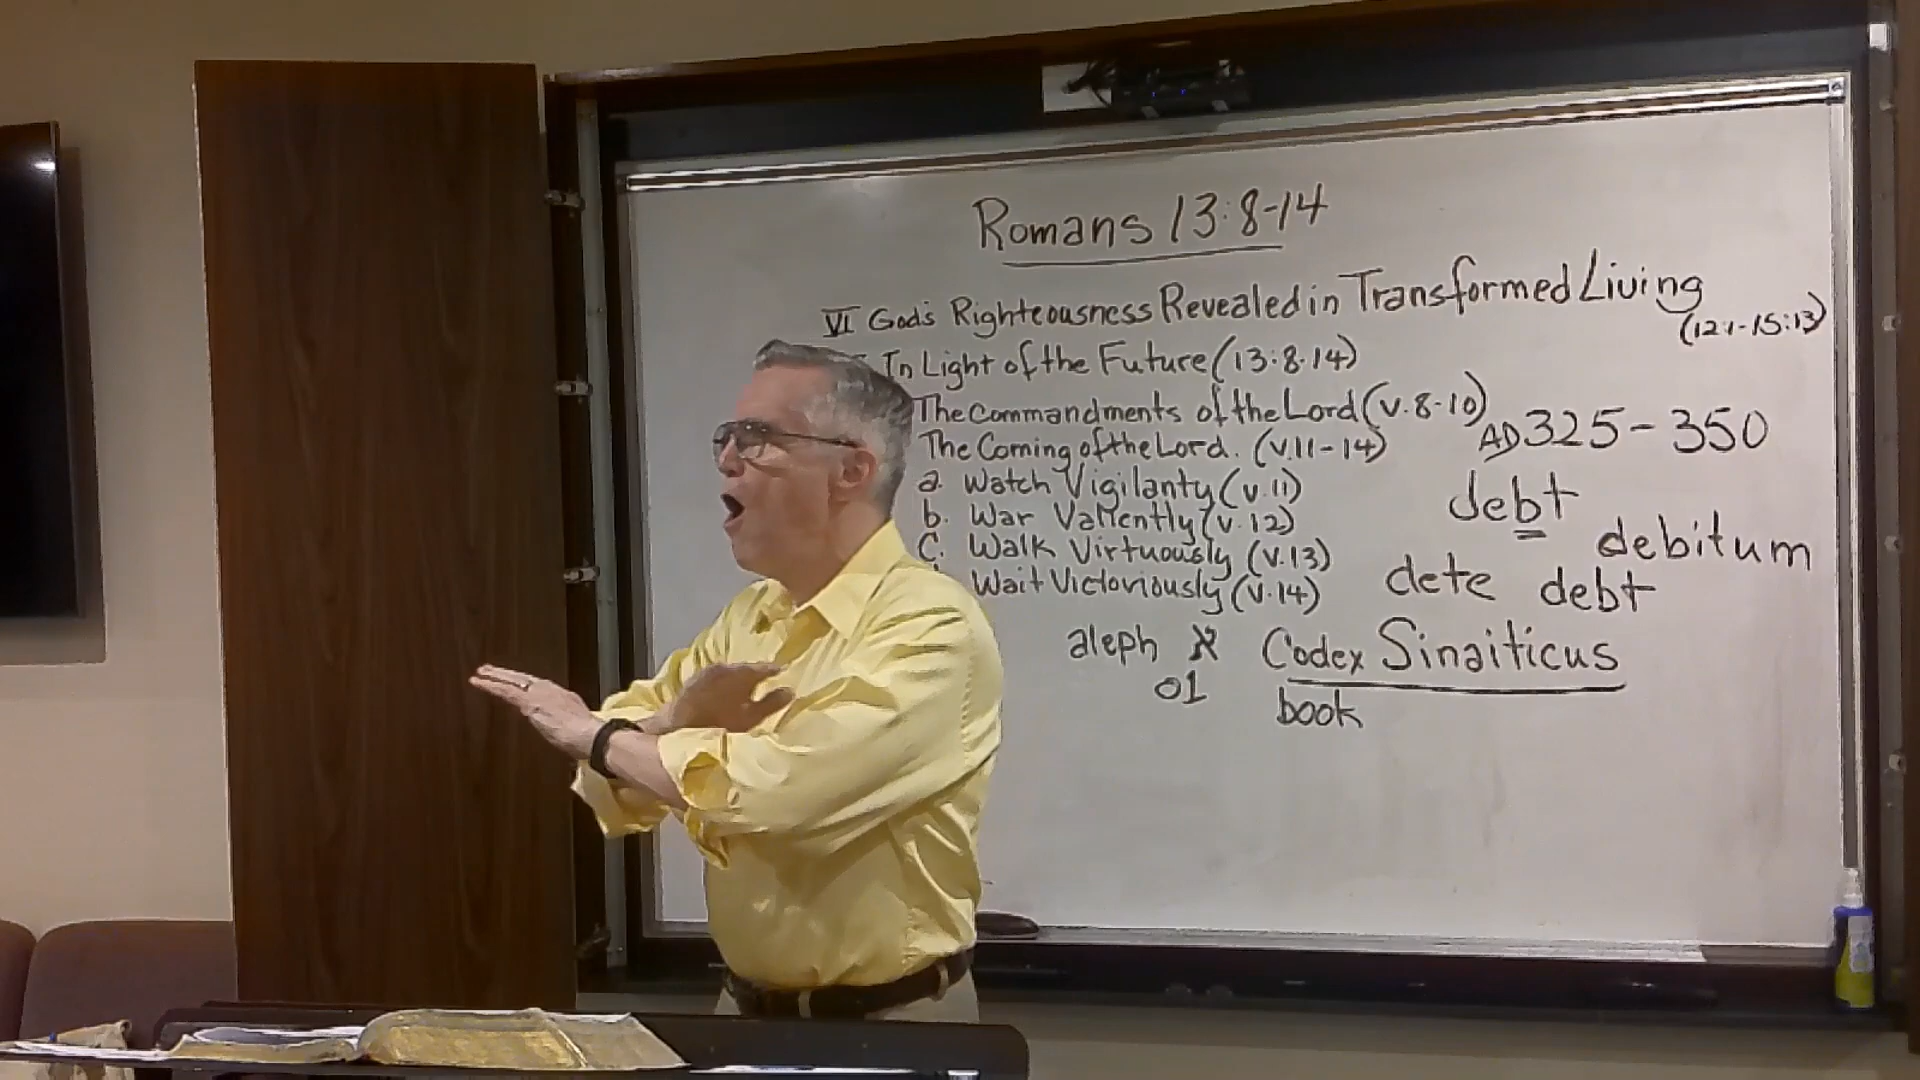 Romans 13:8-14
VI God's Righteousness Revealed in Transformed Living
(12:1-15:13)
In Light of the Future (13:8-14)
The Commandments of the Lord (v.8-10)
AD 325-350
The Coming of the Lord. (v.11-14)
a. Watch Vigilanty (v.11)
debt
b. War Valiently (v.12)
debitum
C. Walk Virtuously (v.13)
dete debt
Wait Victoriously (v.14)
aleph א Codex Sinaiticus
01
book